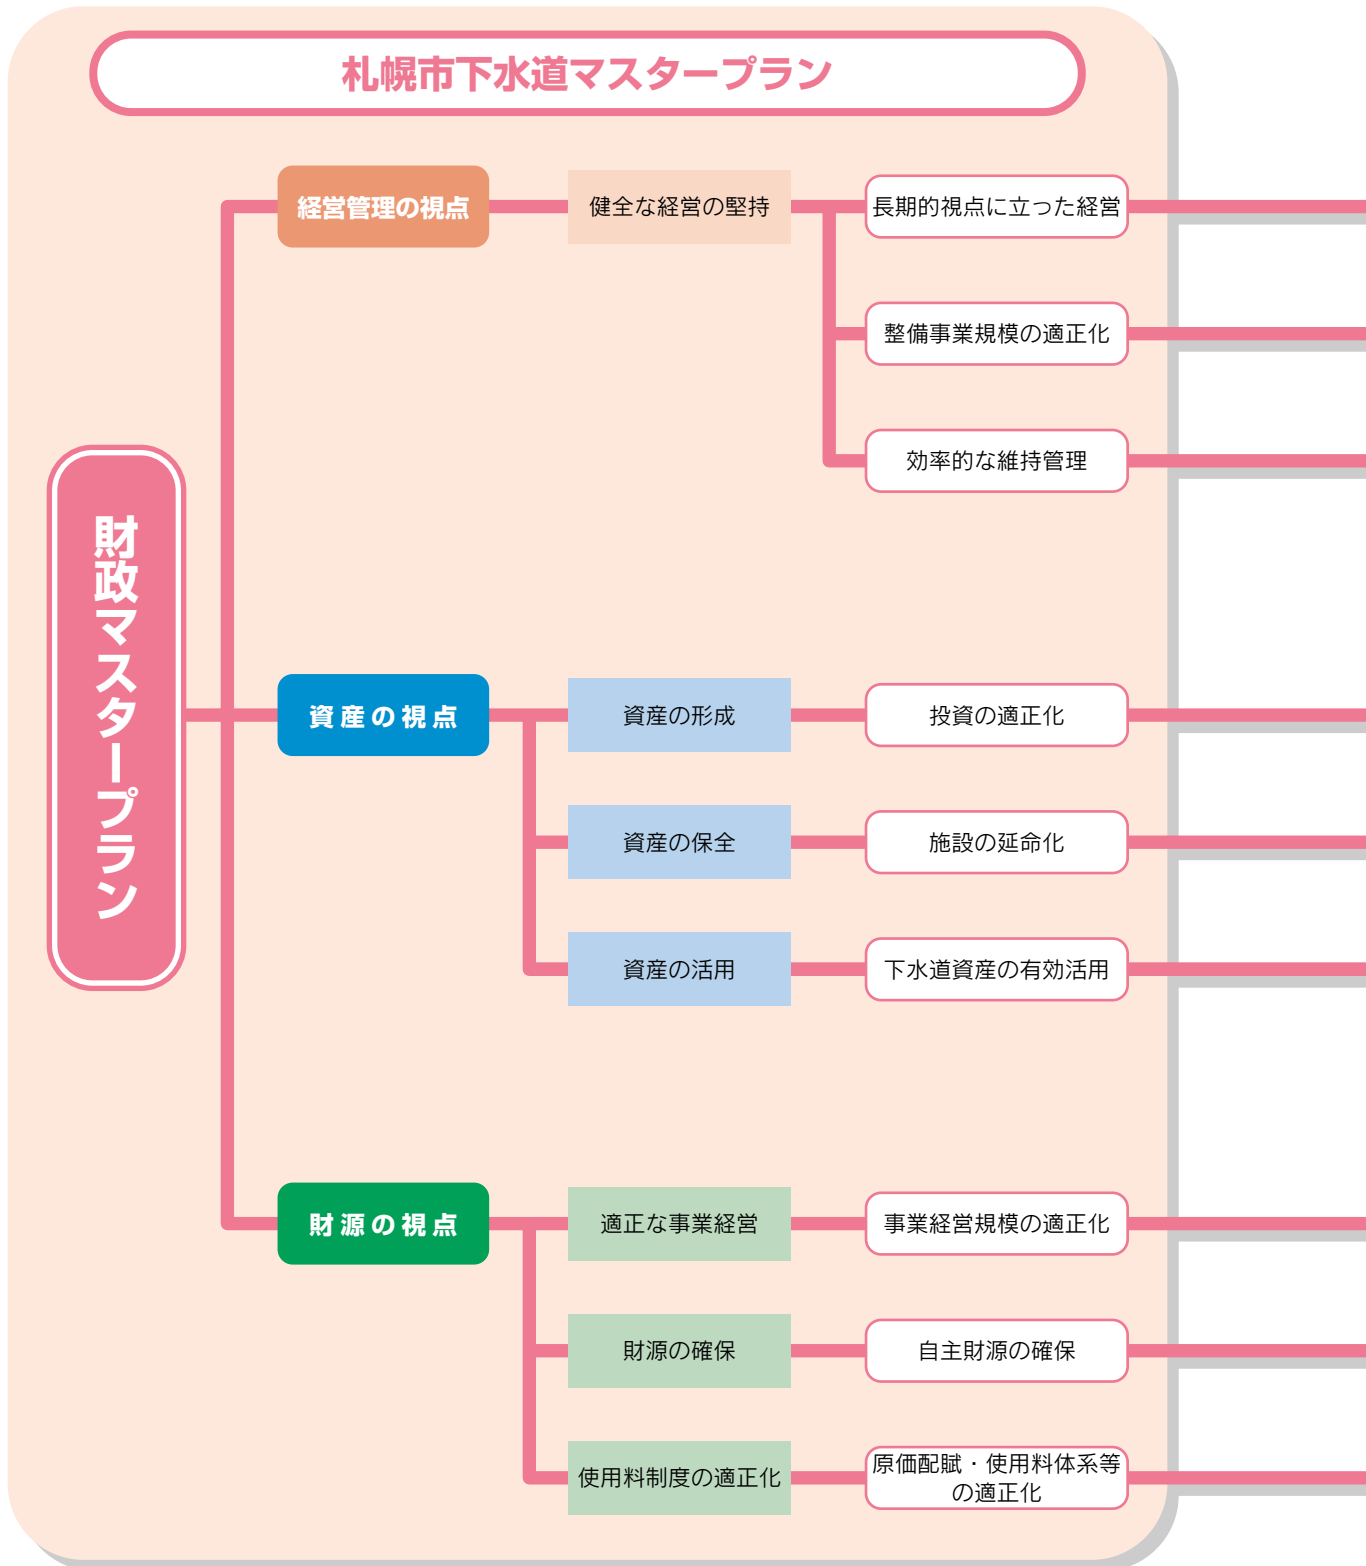 札幌市下水道マスタープラン
財政マスタープラン
経営管理の視点
健全な経営の堅持
長期的視点に立った経営
整備事業規模の適正化
効率的な維持管理
資産の視点
資産の形成
投資の適正化
資産の保全
施設の延命化
資産の活用
下水道資産の有効活用
財源の視点
適正な事業経営
事業経営規模の適正化
財源の確保
自主財源の確保
使用料制度の適正化
原価配賦・使用料体系等
の適正化